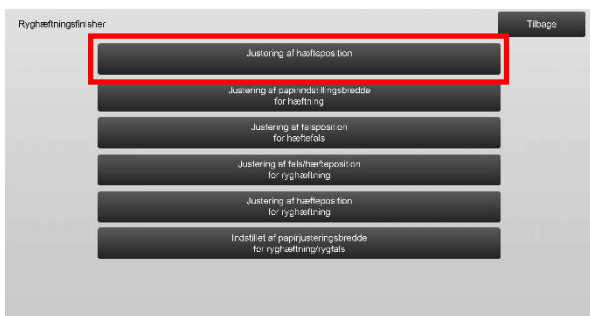 Ryghæftningsfinisher
Tilbage
Justering af hæfteposition
Justering af papirindstillingsbredde
for hæftning
Justering af falsposition
for hæftefals
Justering af fals/hæfteposition
for ryghæftning
Justering af hæfteposition
for ryghæftning
Indstillet af papirjusteringsbredde
for ryghæftning/rygfals